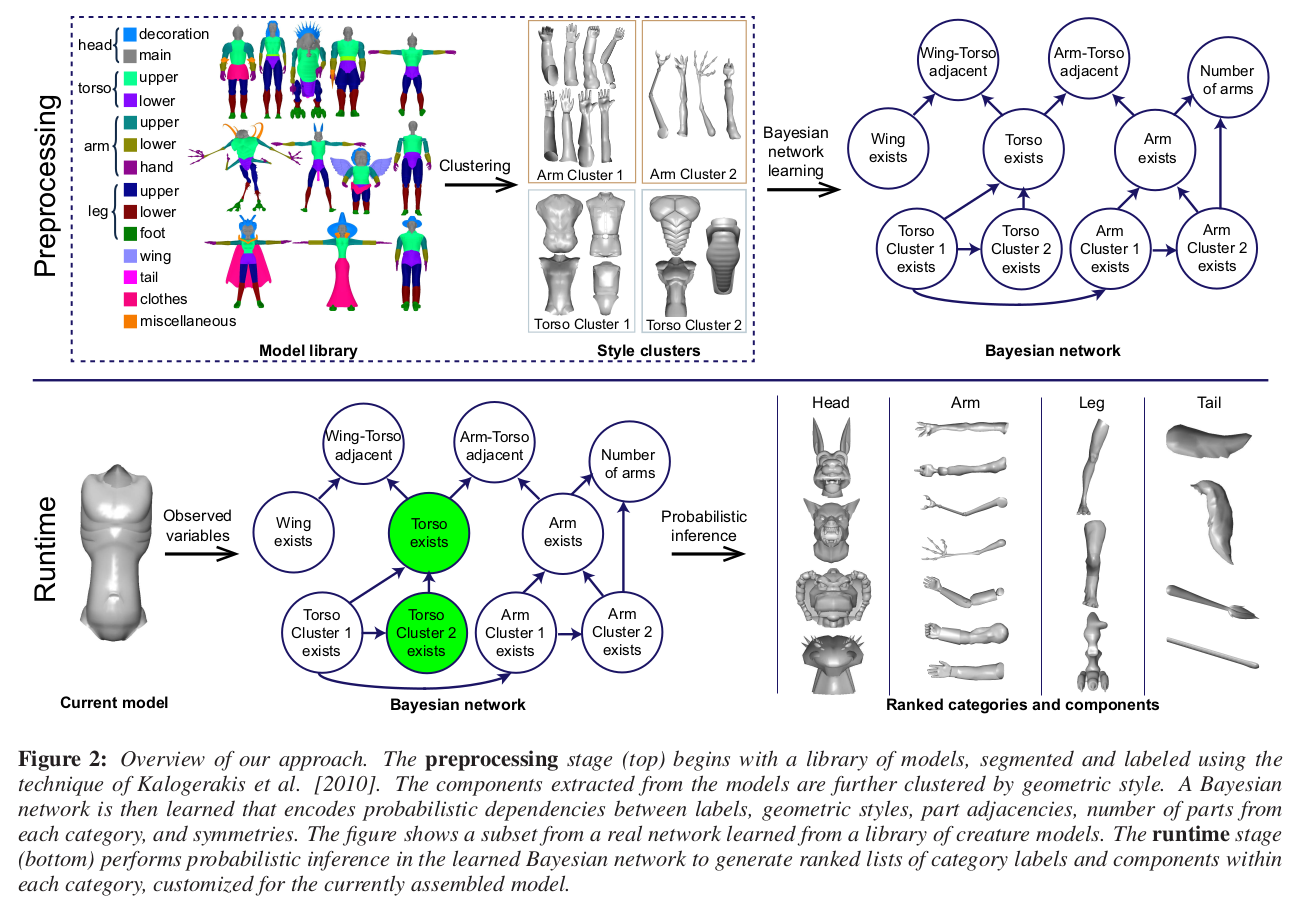 Preprocessing
head
decoration
main
torso
upper
lower
arm
upper
lower
hand
leg
upper
lower
foot
wing
tail
clothes
miscellaneous
Model library
Clustering
Arm Cluster 1
Arm Cluster 2
Torso Cluster 1
Torso Cluster 2
Style clusters
Bayesian
network
learning
Wing-Torso
adjacent
Arm-Torso
adjacent
Number
of arms
Wing
exists
Torso
exists
Arm
exists
Torso
Cluster 1
exists
Torso
Cluster 2
exists
Arm
Cluster 1
exists
Arm
Cluster 2
exists
Bayesian network
Runtime
Current model
Observed
variables
Wing-Torso
adjacent
Arm-Torso
adjacent
Number
of arms
Wing
exists
Torso
exists
Arm
exists
Torso
Cluster 1
exists
Torso
Cluster 2
exists
Arm
Cluster 1
exists
Arm
Cluster 2
exists
Bayesian network
Probabilistic
inference
Head
Arm
Leg
Tail
Ranked categories and components
Figure 2: Overview of our approach. The preprocessing stage (top) begins with a library of models, segmented and labeled using the
technique of Kalogerakis et al. [2010]. The components extracted from the models are further clustered by geometric style. A Bayesian
network is then learned that encodes probabilistic dependencies between labels, geometric styles, part adjacencies, number of parts from
each category, and symmetries. The figure shows a subset from a real network learned from a library of creature models. The runtime stage
(bottom) performs probabilistic inference in the learned Bayesian network to generate ranked lists of category labels and components within
each category, customized for the currently assembled model.